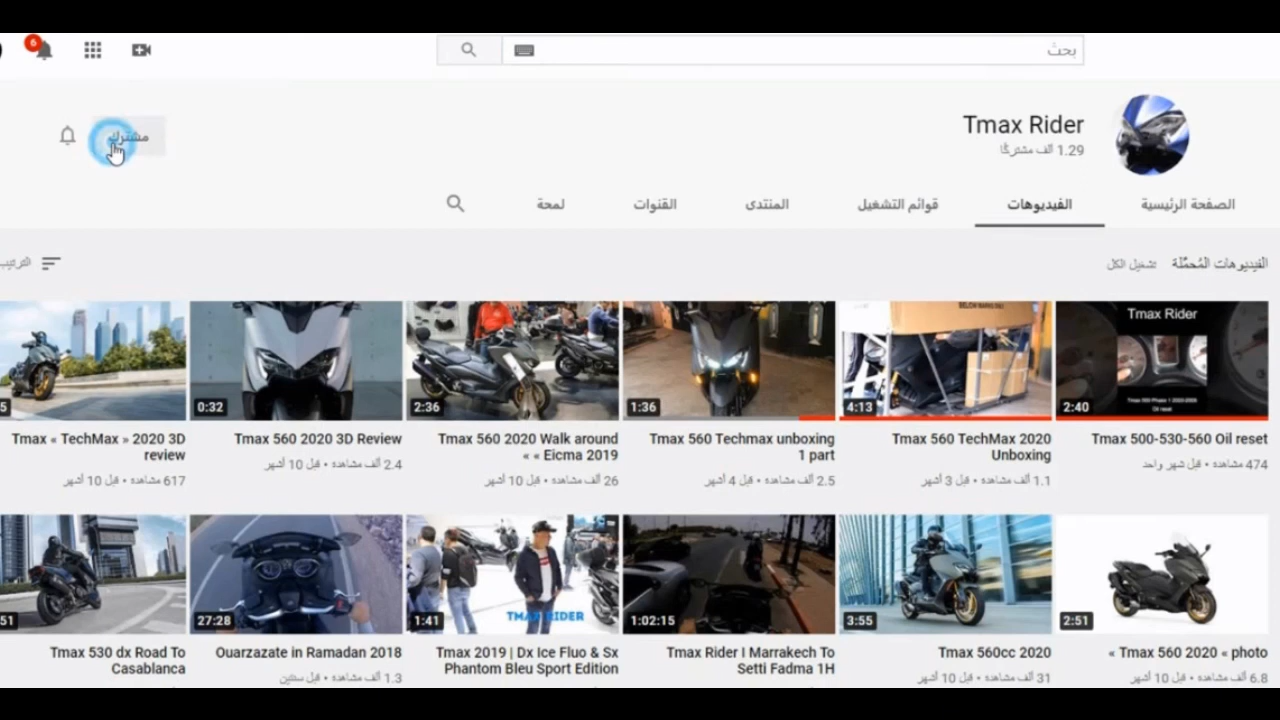 6
بحث
Tmax Rider
1.29 ألف مشتركًا
مشترك
الصفحة الرئيسية
الفيديوهات
قوائم التشغيل
المنتدى
القنوات
لمحة
الفيديوهات المُحمَّلة
تشغيل الكل
الترتيب
Tmax Rider
2:40
Tmax 500-530-560 Oil reset
474 مشاهدة • قبل شهر واحد
4:13
Tmax 560 TechMax 2020
Unboxing
1.1 ألف مشاهدة • قبل 3 أشهر
1:36
Tmax 560 Techmax unboxing
1 part
2.5 ألف مشاهدة • قبل 4 أشهر
2:36
Tmax 560 2020 Walk around
« « Eicma 2019
26 ألف مشاهدة • قبل 10 أشهر
0:32
Tmax 560 2020 3D Review
2.4 ألف مشاهدة • قبل 10 أشهر
5
Tmax « TechMax » 2020 3D
review
617 مشاهدة • قبل 10 أشهر
2:51
« Tmax 560 2020 « photo
6.8 ألف مشاهدة • قبل 10 أشهر
3:55
Tmax 560cc 2020
31 ألف مشاهدة • قبل 10 أشهر
1:02:15
Tmax Rider I Marrakech To
Setti Fadma 1H
TMAX RIDER
1:41
Tmax 2019 | Dx Ice Fluo & Sx
Phantom Bleu Sport Edition
27:28
Ouarzazate in Ramadan 2018
1.3 ألف مشاهدة • قبل سنتين
51
Tmax 530 dx Road To
Casablanca